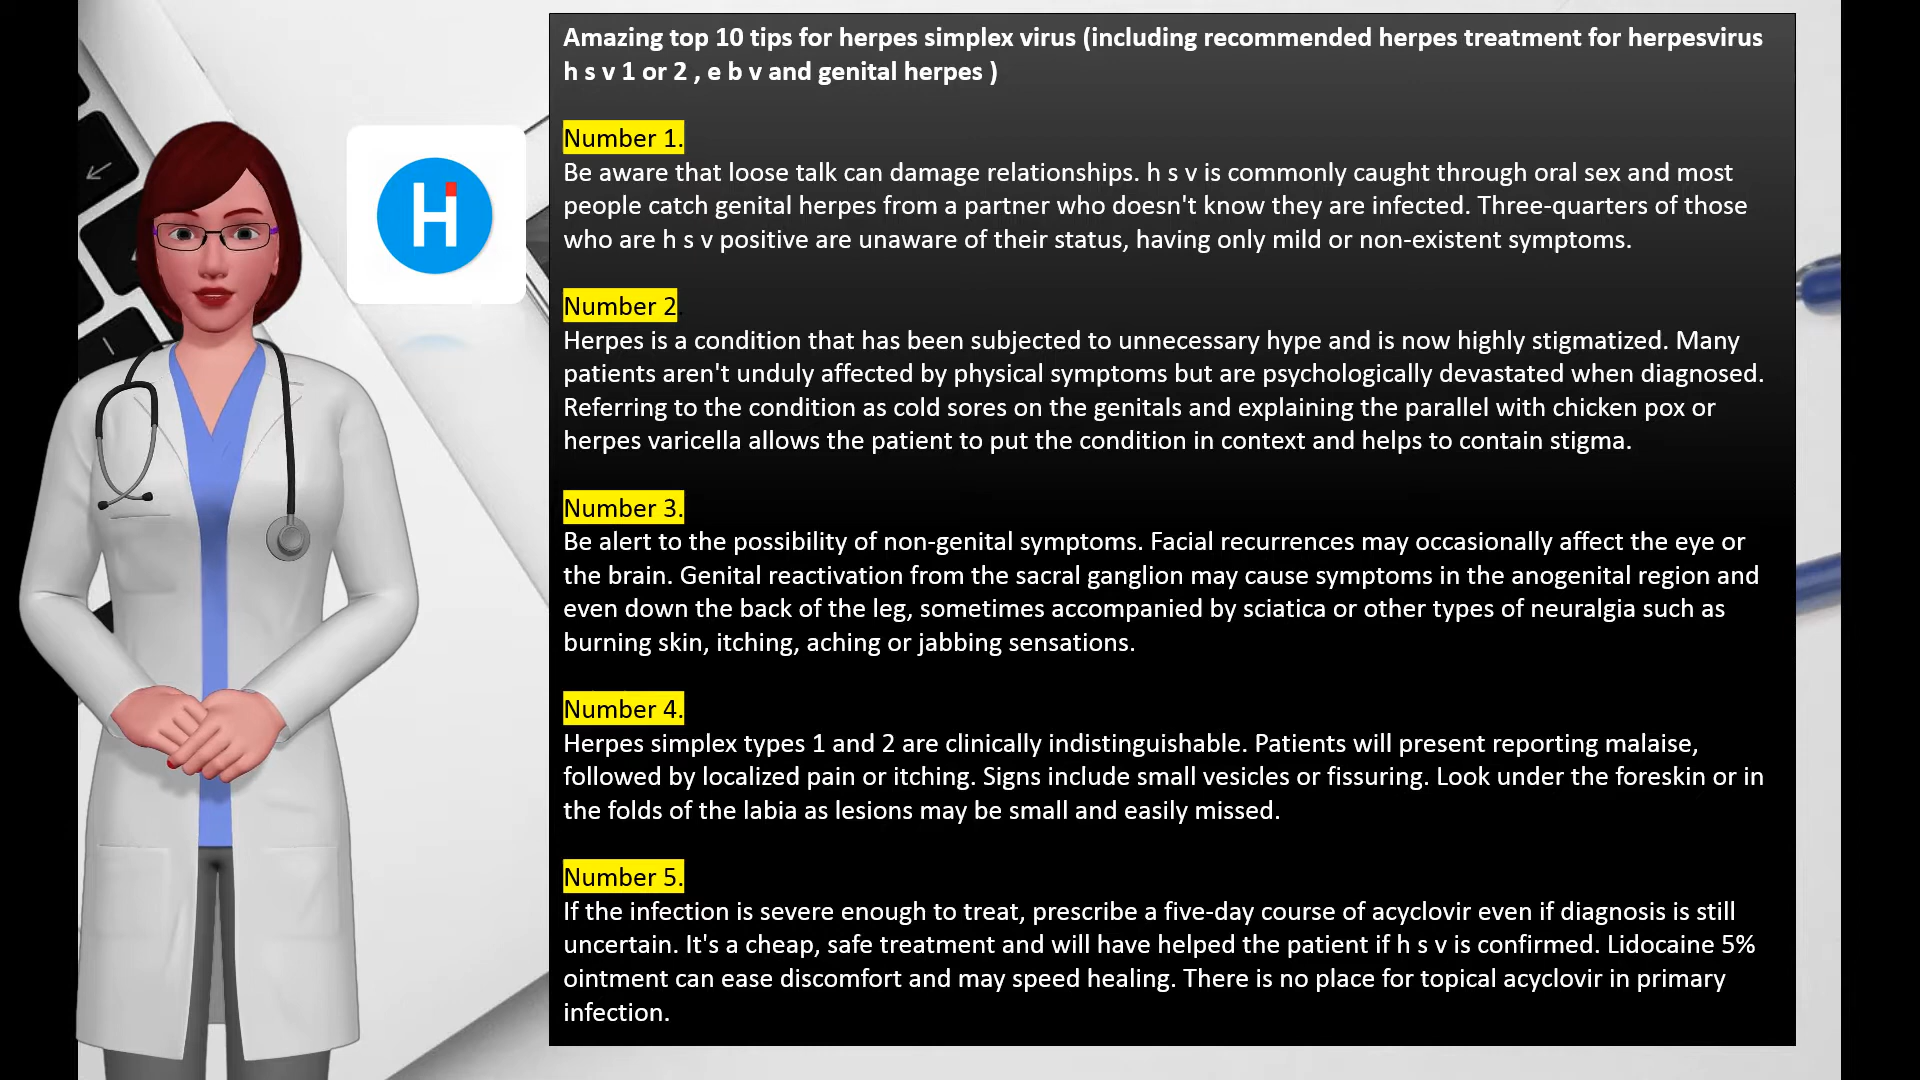 Amazing top 10 tips for herpes simplex virus (including recommended herpes treatment for herpesvirus
h s v 1 or 2 , e b v and genital herpes )
H
Number 1.
Be aware that loose talk can damage relationships. h s v is commonly caught through oral sex and most
people catch genital herpes from a partner who doesn't know they are infected. Three-quarters of those
who are h s v positive are unaware of their status, having only mild or non-existent symptoms.
Number 2.
Herpes is a condition that has been subjected to unnecessary hype and is now highly stigmatized. Many
patients aren't unduly affected by physical symptoms but are psychologically devastated when diagnosed.
Referring to the condition as cold sores on the genitals and explaining the parallel with chicken pox or
herpes varicella allows the patient to put the condition in context and helps to contain stigma.
Number 3.
Be alert to the possibility of non-genital symptoms. Facial recurrences may occasionally affect the eye or
the brain. Genital reactivation from the sacral ganglion may cause symptoms in the anogenital region and
even down the back of the leg, sometimes accompanied by sciatica or other types of neuralgia such as
burning skin, itching, aching or jabbing sensations.
Number 4.
Herpes simplex types 1 and 2 are clinically indistinguishable. Patients will present reporting malaise,
followed by localized pain or itching. Signs include small vesicles or fissuring. Look under the foreskin or in
the folds of the labia as lesions may be small and easily missed.
Number 5.
If the infection is severe enough to treat, prescribe a five-day course of acyclovir even if diagnosis is still
uncertain. It's a cheap, safe treatment and will have helped the patient if h s v is confirmed. Lidocaine 5%
ointment can ease discomfort and may speed healing. There is no place for topical acyclovir in primary
infection.